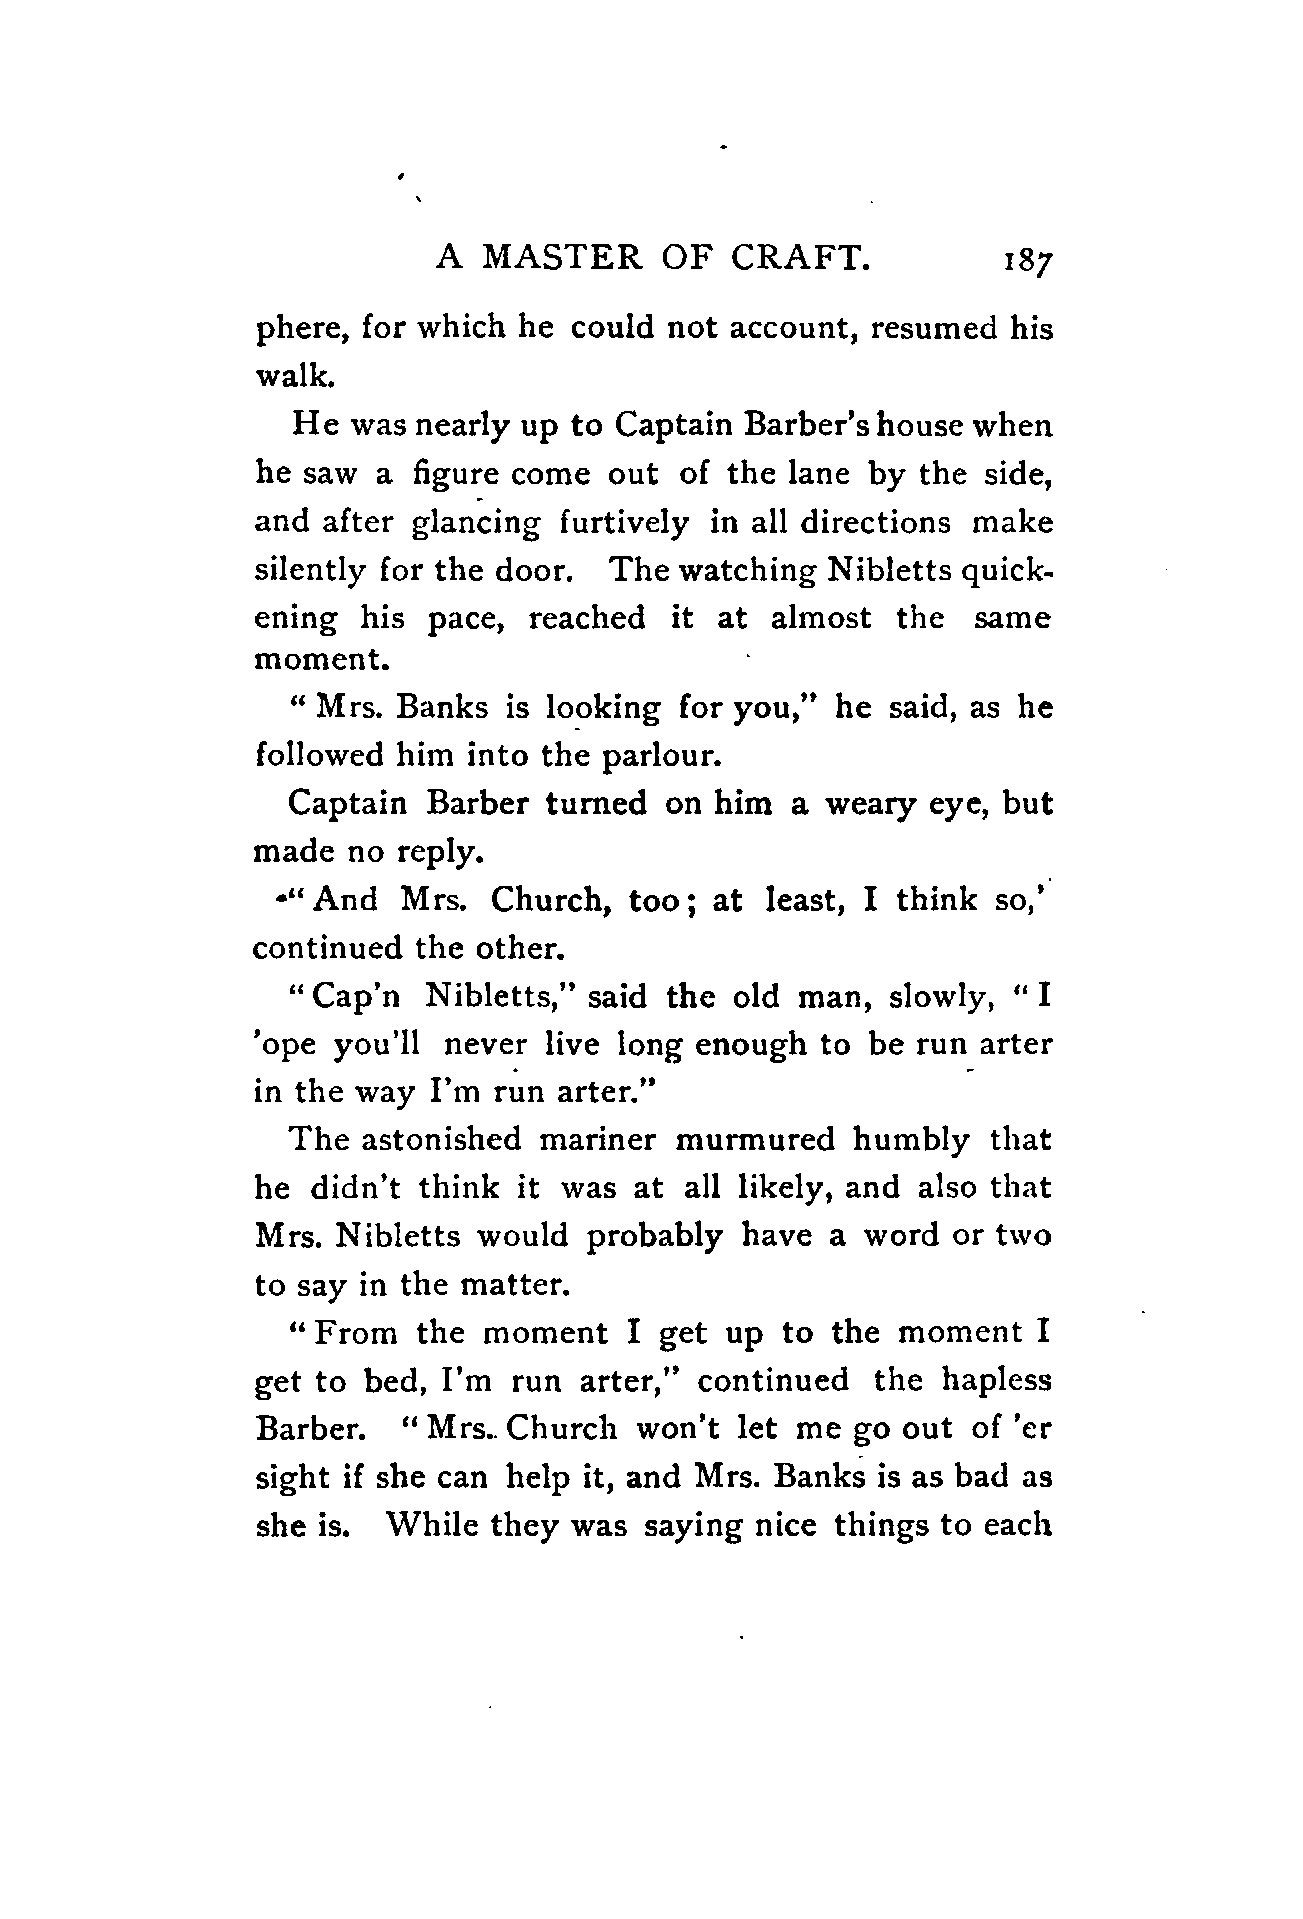 A MASTER OF CRAFT. 187
phere, for which he could not account, resumed his
walk.
He was nearly up to Captain Barber's house when
he saw a figure come out of the lane by the side,
and after glancing furtively in all directions make
silently for the door. The watching Nibletts quick-
ening his pace, reached it at almost the same
moment.
" Mrs. Banks is looking for you," he said, as he
followed him into the parlour.
Captain Barber turned on him a weary eye, but
made no reply.
" And Mrs. Church, too ; at least, I think so,'
continued the other.
" Cap'n Nibletts," said the old man, slowly, " I
'ope you'll never live long enough to be run arter
in the way I'm run arter."
The astonished mariner murmured humbly that
he didn't think it was at all likely, and also that
Mrs. Nibletts would probably have a word or two
to say in the matter.
" From the moment I get up to the moment I
get to bed, I'm run arter," continued the hapless
Barber. " Mrs. Church won't let me go out of 'er
sight if she can help it, and Mrs. Banks is as bad as
she is. While they was saying nice things to each